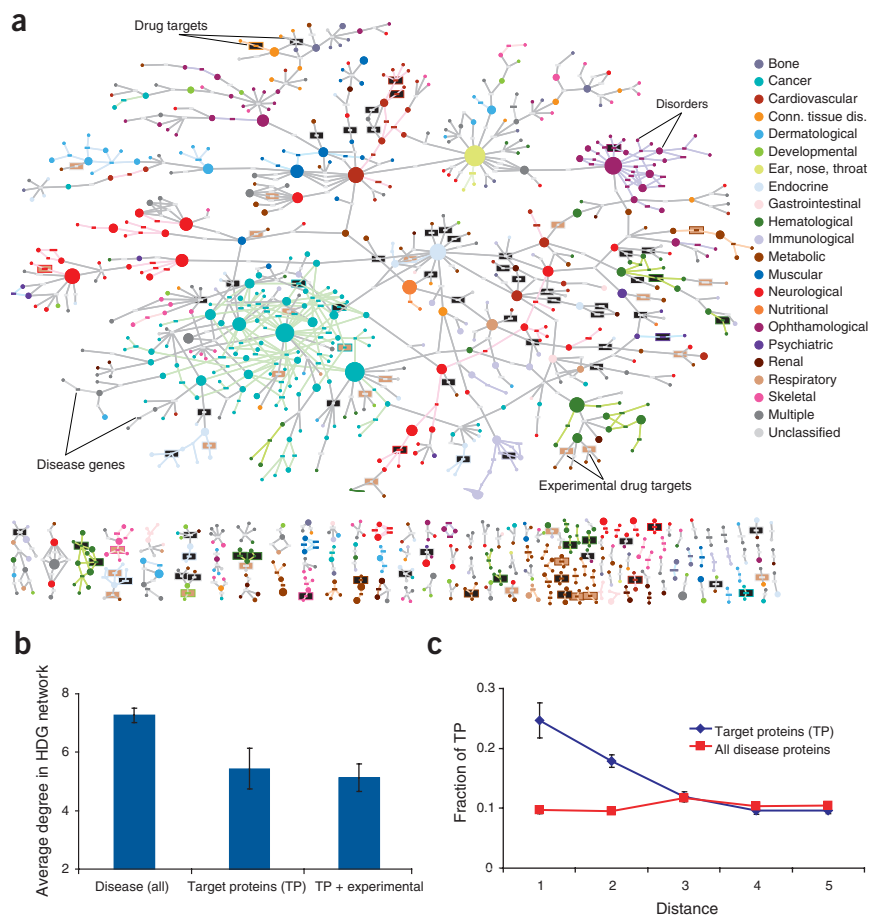 a
Drug targets
Disorders
Disease genes
Experimental drug targets
Bone
Cancer
Cardiovascular
Conn. tissue dis.
Dermatological
Developmental
Ear, nose, throat
Endocrine
Gastrointestinal
Hematological
Immunological
Metabolic
Muscular
Neurological
Nutritional
Ophthamological
Psychiatric
Renal
Respiratory
Skeletal
Multiple
Unclassified
b
Average degree in HDG network
8
6
4
2
Disease (all)
Target proteins (TP)
TP + experimental
c
Fraction of TP
0.3
0.2
0.1
0
Target proteins (TP)
All disease proteins
1
2
3
4
5
Distance